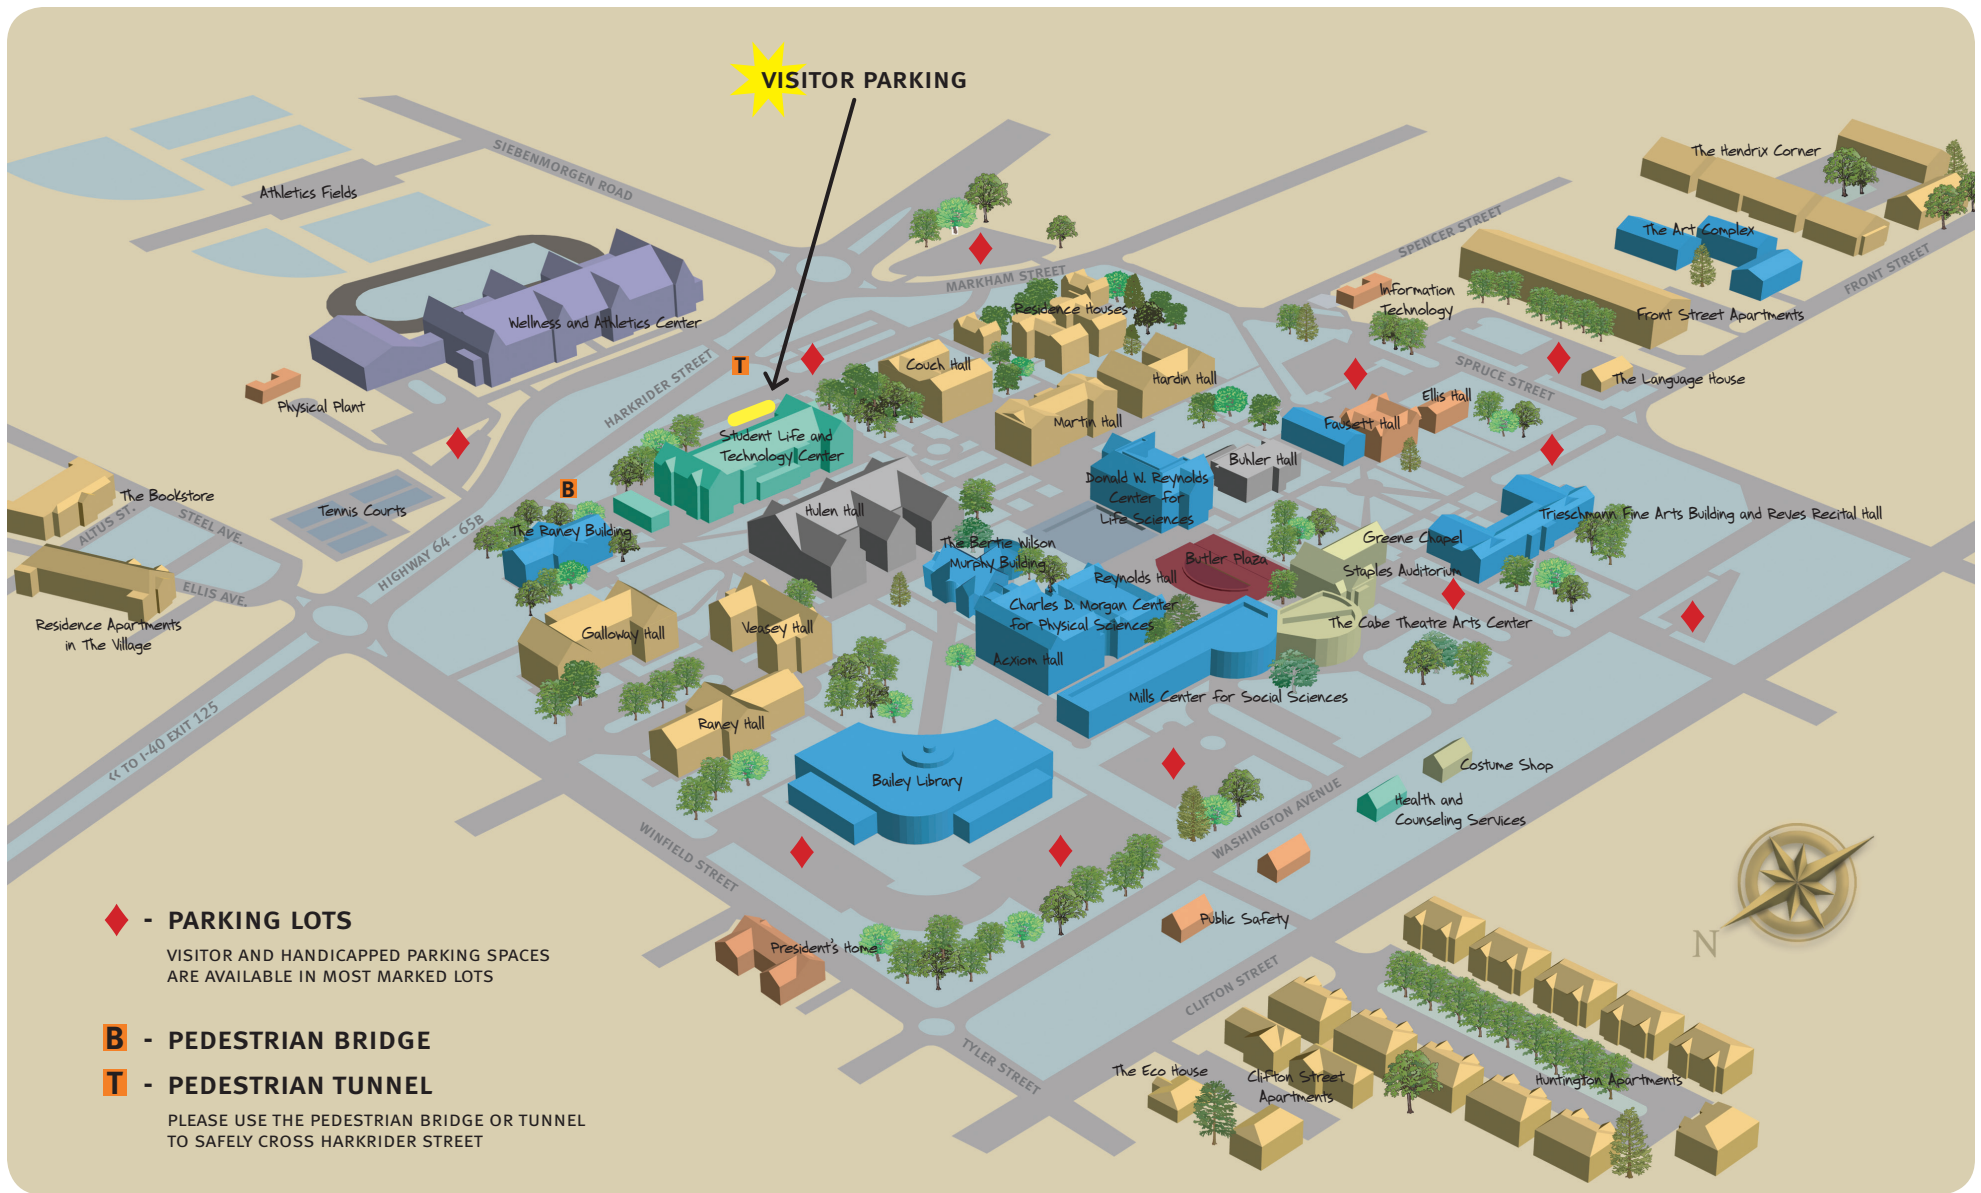 VISITOR PARKING
SIEBENMORGEN ROAD
Athletics Fields
The Hendrix Corner
The Art Complex
SPENCER STREET
FRONT STREET
MARKHAM STREET
Information
Technology
Front Street Apartments
Residence Houses
Wellness and Athletics Center
HARKRIDER STREET
T
Couch Hall
Hardin Hall
SPRUCE STREET
The Language House
Physical Plant
Ellis Hall
Fausett Hall
Martin Hall
Student Life and
Technology Center
Buhler Hall
Donald W. Reynolds
Center for
Life Sciences
B
The Bookstore
ALTUS ST.
STEEL AVE.
Tennis Courts
Hulen Hall
Trieschmann Fine Arts Building and Reves Recital Hall
The Raney Building
HIGHWAY 64 - 65B
The Bertie Wilson
Murphy Building
Greene Chapel
Butler Plaza
Staples Auditorium
Reynolds Hall
ELLIS AVE.
Charles D. Morgan Center
for Physical Sciences
The Cabe Theatre Arts Center
Residence Apartments
in The Village
Galloway Hall
Veasey Hall
Acxiom Hall
Mills Center for Social Sciences
Raney Hall
<< TO I-40 EXIT 125
Bailey Library
Costume Shop
Health and
Counseling Services
WASHINGTON AVENUE
WINFIELD STREET
- PARKING LOTS
VISITOR AND HANDICAPPED PARKING SPACES
ARE AVAILABLE IN MOST MARKED LOTS
Public Safety
President's Home
N
CLIFTON STREET
B - PEDESTRIAN BRIDGE
T - PEDESTRIAN TUNNEL
PLEASE USE THE PEDESTRIAN BRIDGE OR TUNNEL
TO SAFELY CROSS HARKRIDER STREET
TYLER STREET
The Eco House
Clifton Street
Apartments
Huntington Apartments